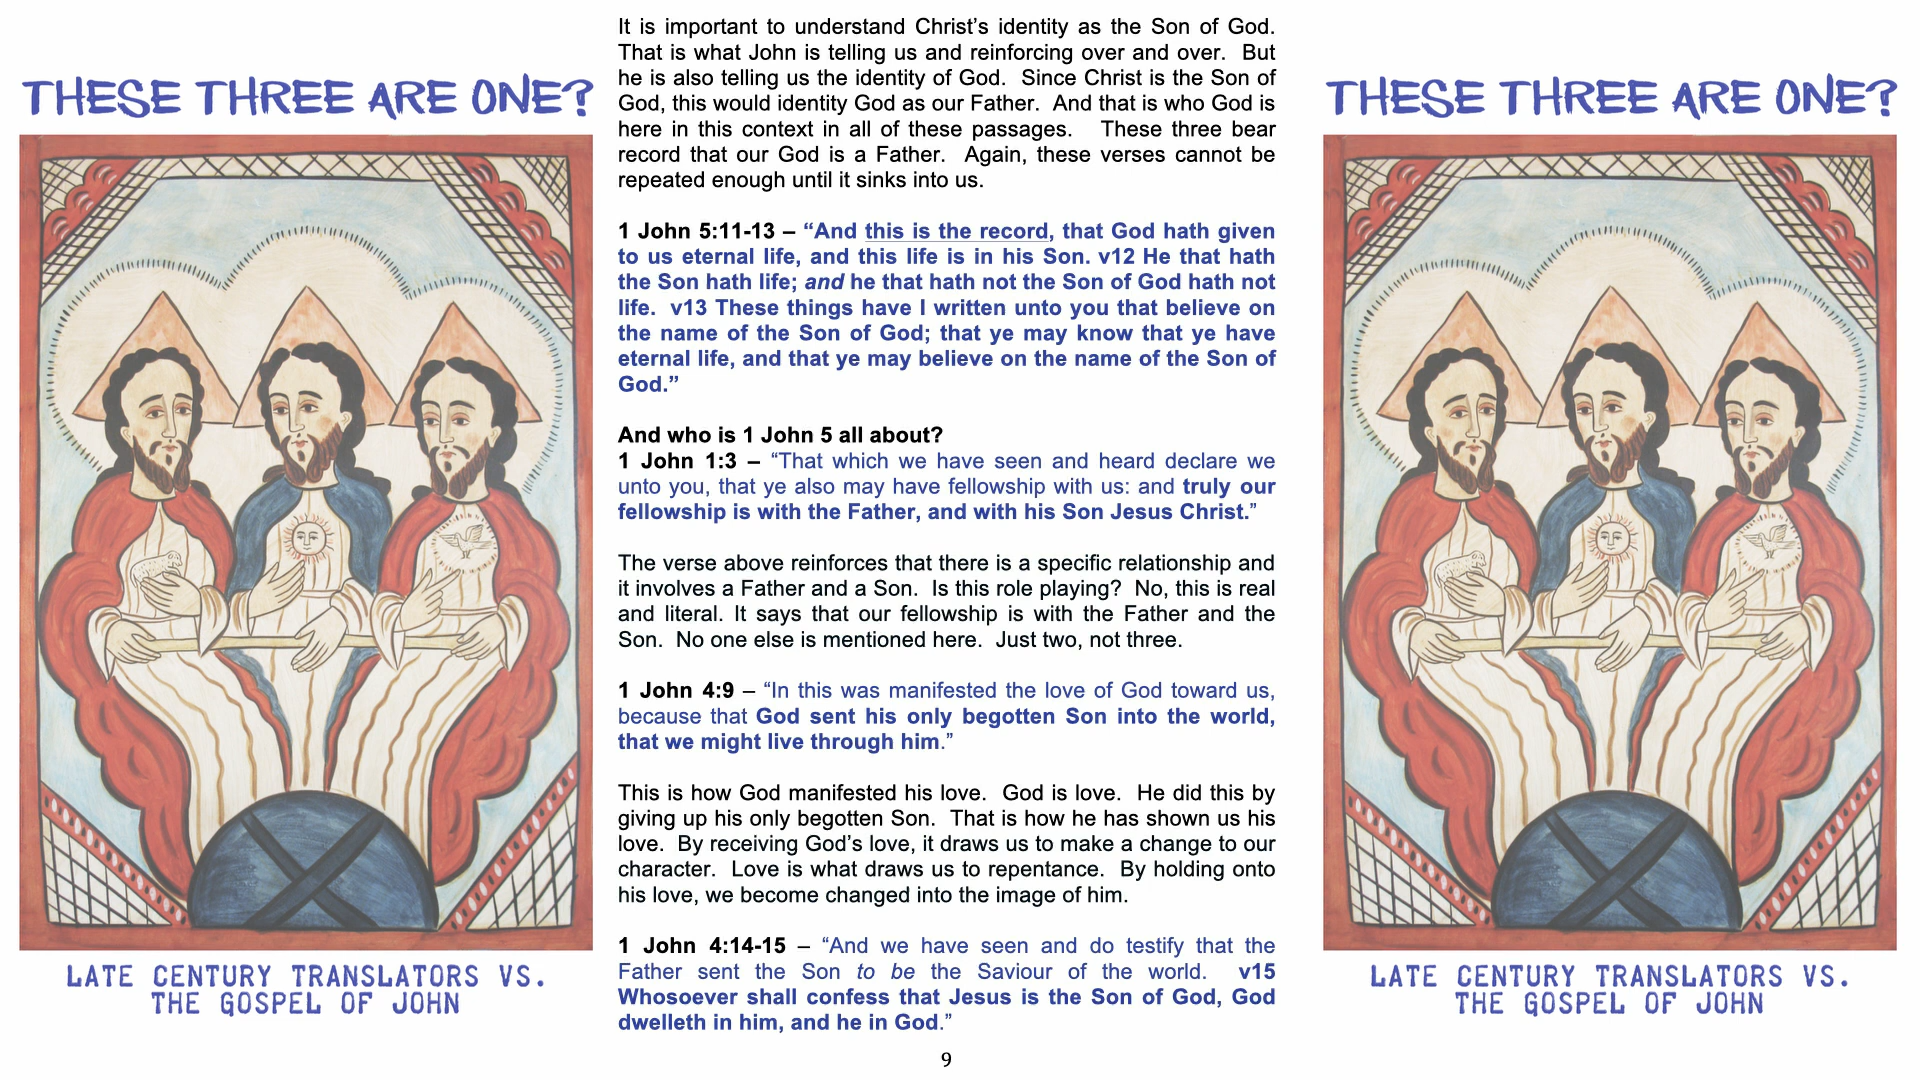 THESE THREE ARE ONE?
LATE CENTURY TRANSLATORS VS.
THE GOSPEL OF JOHN
It is important to understand Christ’s identity as the Son of God.
That is what John is telling us and reinforcing over and over. But
he is also telling us the identity of God. Since Christ is the Son of
God, this would identity God as our Father. And that is who God is
here in this context in all of these passages. These three bear
record that our God is a Father. Again, these verses cannot be
repeated enough until it sinks into us.
1 John 5:11-13 – “And this is the record, that God hath given
to us eternal life, and this life is in his Son. v12 He that hath
the Son hath life; and he that hath not the Son of God hath not
life. v13 These things have I written unto you that believe on
the name of the Son of God; that ye may know that ye have
eternal life, and that ye may believe on the name of the Son of
God.”
And who is 1 John 5 all about?
1 John 1:3 – “That which we have seen and heard declare we
unto you, that ye also may have fellowship with us: and truly our
fellowship is with the Father, and with his Son Jesus Christ.”
The verse above reinforces that there is a specific relationship and
it involves a Father and a Son. Is this role playing? No, this is real
and literal. It says that our fellowship is with the Father and the
Son. No one else is mentioned here. Just two, not three.
1 John 4:9 – “In this was manifested the love of God toward us,
because that God sent his only begotten Son into the world,
that we might live through him.”
This is how God manifested his love. God is love. He did this by
giving up his only begotten Son. That is how he has shown us his
love. By receiving God’s love, it draws us to make a change to our
character. Love is what draws us to repentance. By holding onto
his love, we become changed into the image of him.
1 John 4:14-15 – “And we have seen and do testify that the
Father sent the Son to be the Saviour of the world. v15
Whosoever shall confess that Jesus is the Son of God, God
dwelleth in him, and he in God.”
9
THESE THREE ARE ONE?
LATE CENTURY TRANSLATORS VS.
THE GOSPEL OF JOHN